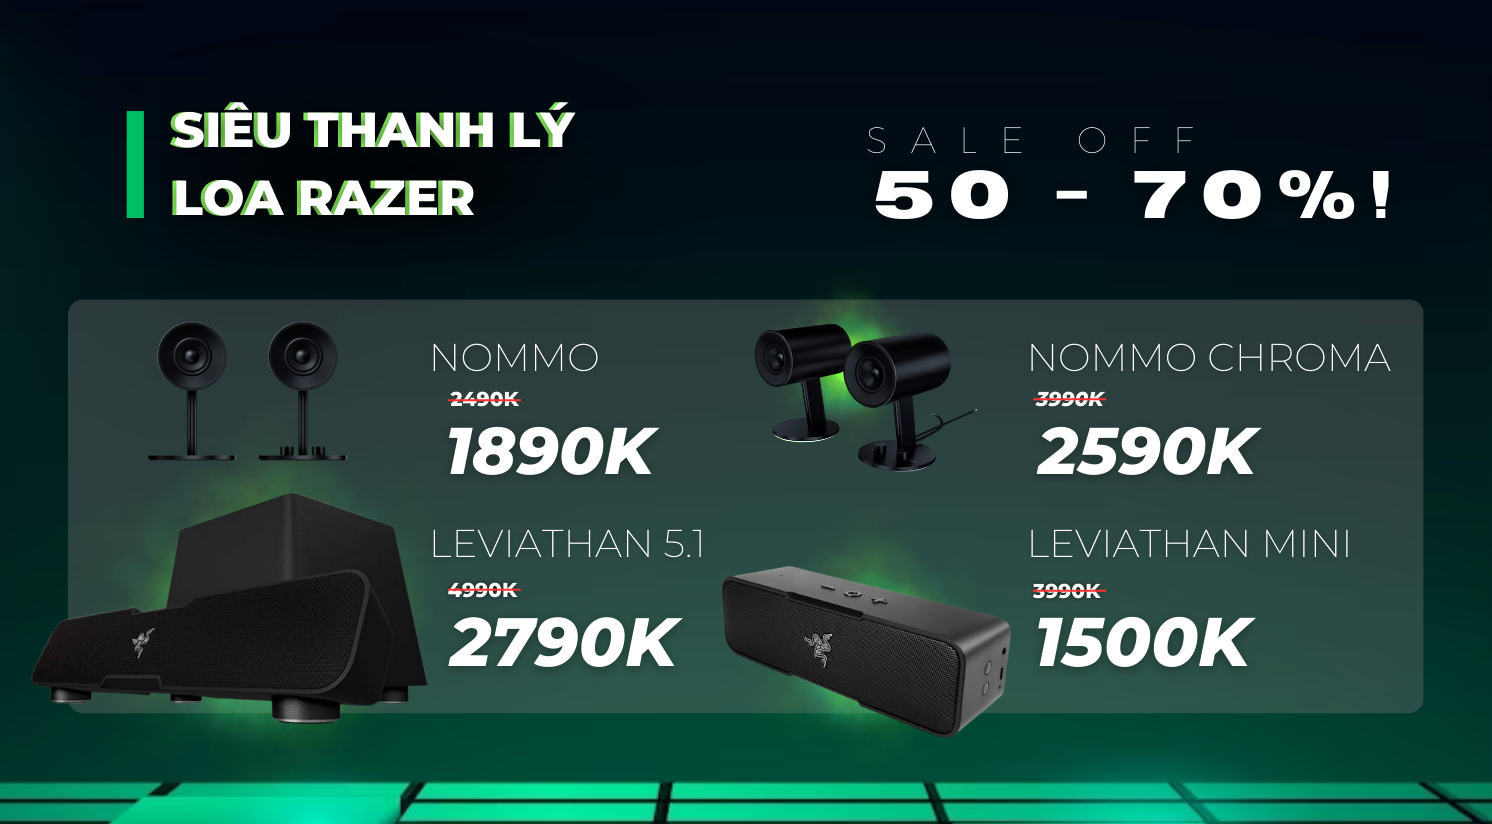 SIÊU THANH LÝ
LOA RAZER
SALE OFF
50 - 70%!
NOMMO
2490K
1890K
NOMMO CHROMA
3990K
2590K
LEVIATHAN 5.1
4990K
2790K
LEVIATHAN MINI
3990K
1500K